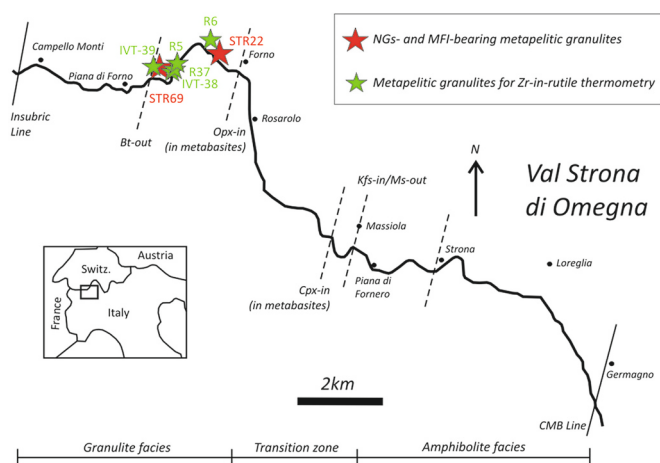 R6
STR22
Forno
NGs- and MFI-bearing metapelitic granulites
Metapelitic granulites for Zr-in-rutile thermometry
Campello Monti
IVT-39
R5
R37
IVT-38
STR69
Piana di Forno
Insubric
Line
Bt-out
Opx-in
(in metabasites)
Rosarolo
N
Val Strona
di Omegna
Kfs-in/Ms-out
Massiola
Strona
Loreglia
Cpx-in
(in metabasites)
Piana di
Fornero
Austria
Switz.
France
Italy
2km
Germagno
CMB Line
Granulite facies
Transition zone
Amphibolite facies